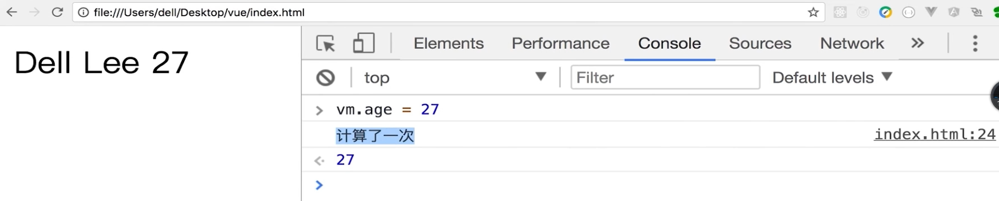 file:///Users/dell/Desktop/vue/index.html
Dell Lee 27
Elements Performance Console Sources Network
top Filter Default levels
vm.age = 27
计算了一次 index.html:24
27